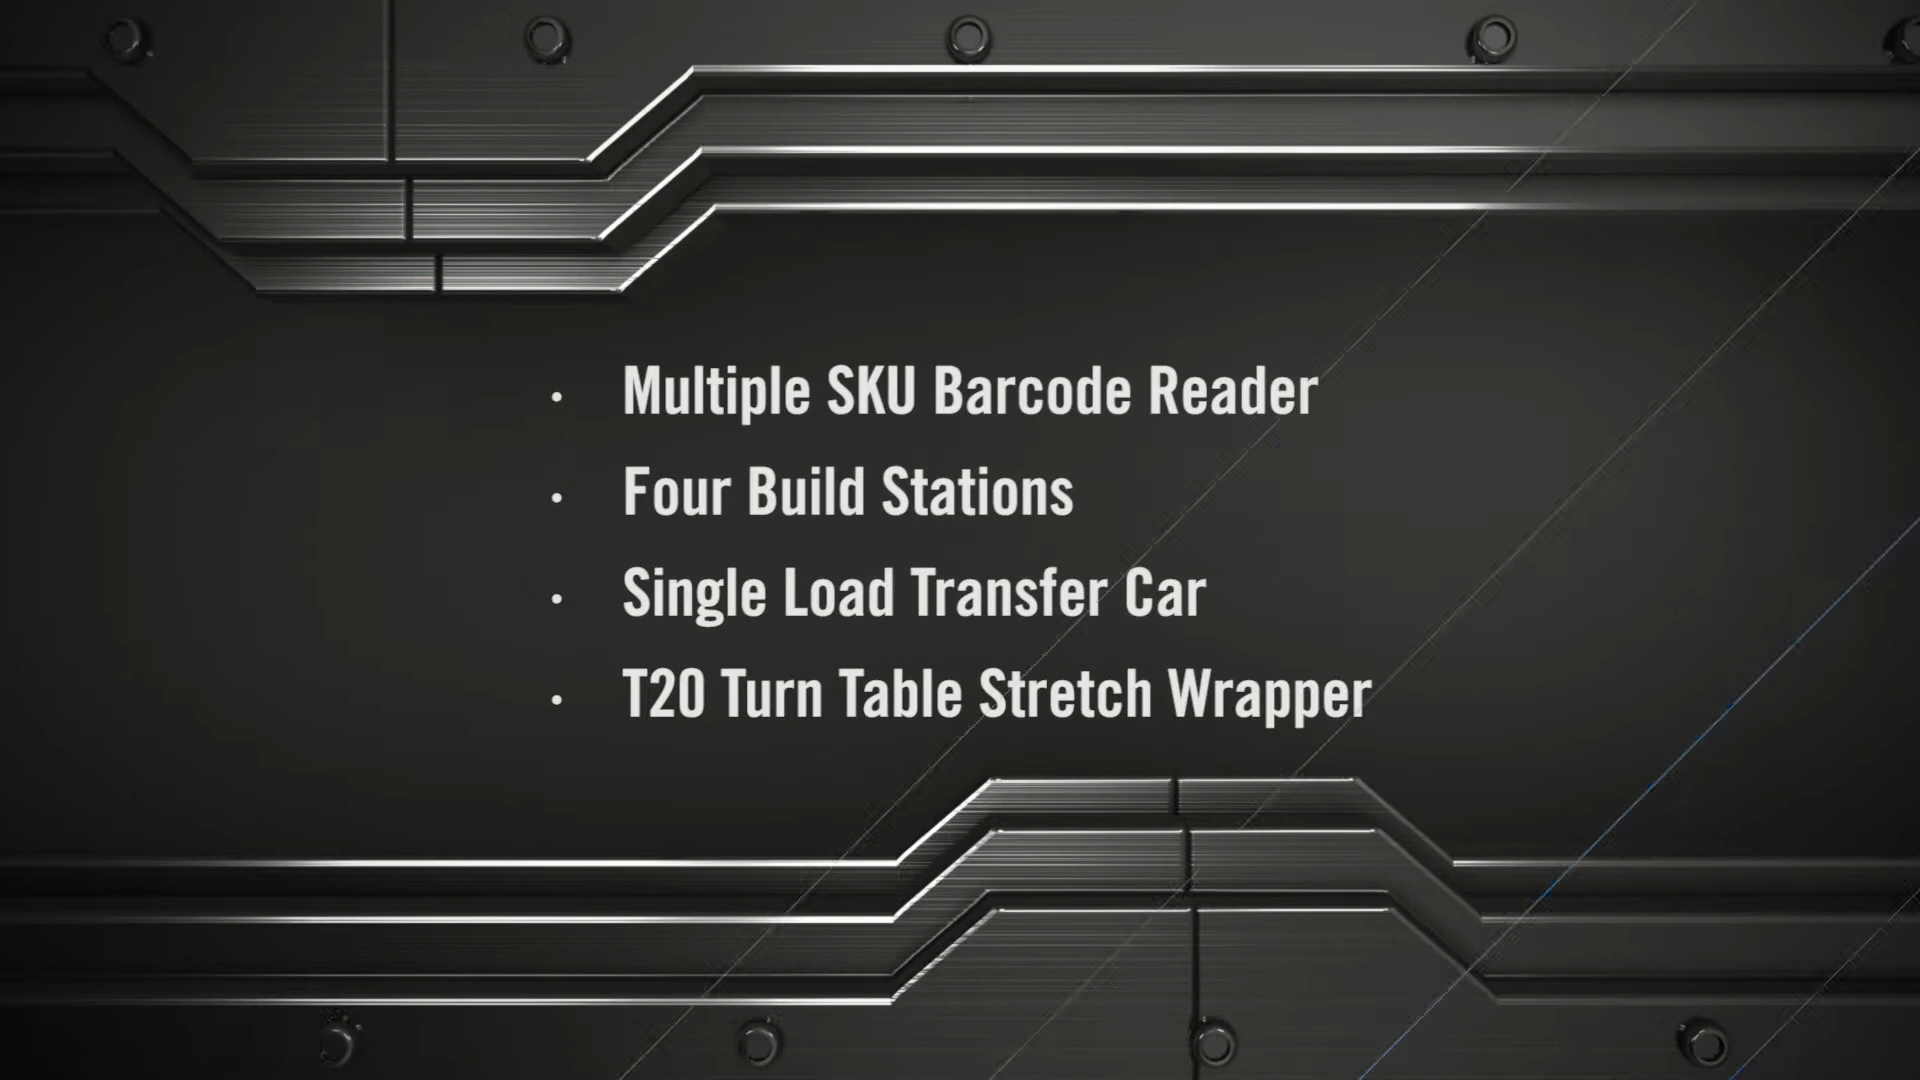 • Multiple SKU Barcode Reader
• Four Build Stations
• Single Load Transfer Car
• T20 Turn Table Stretch Wrapper